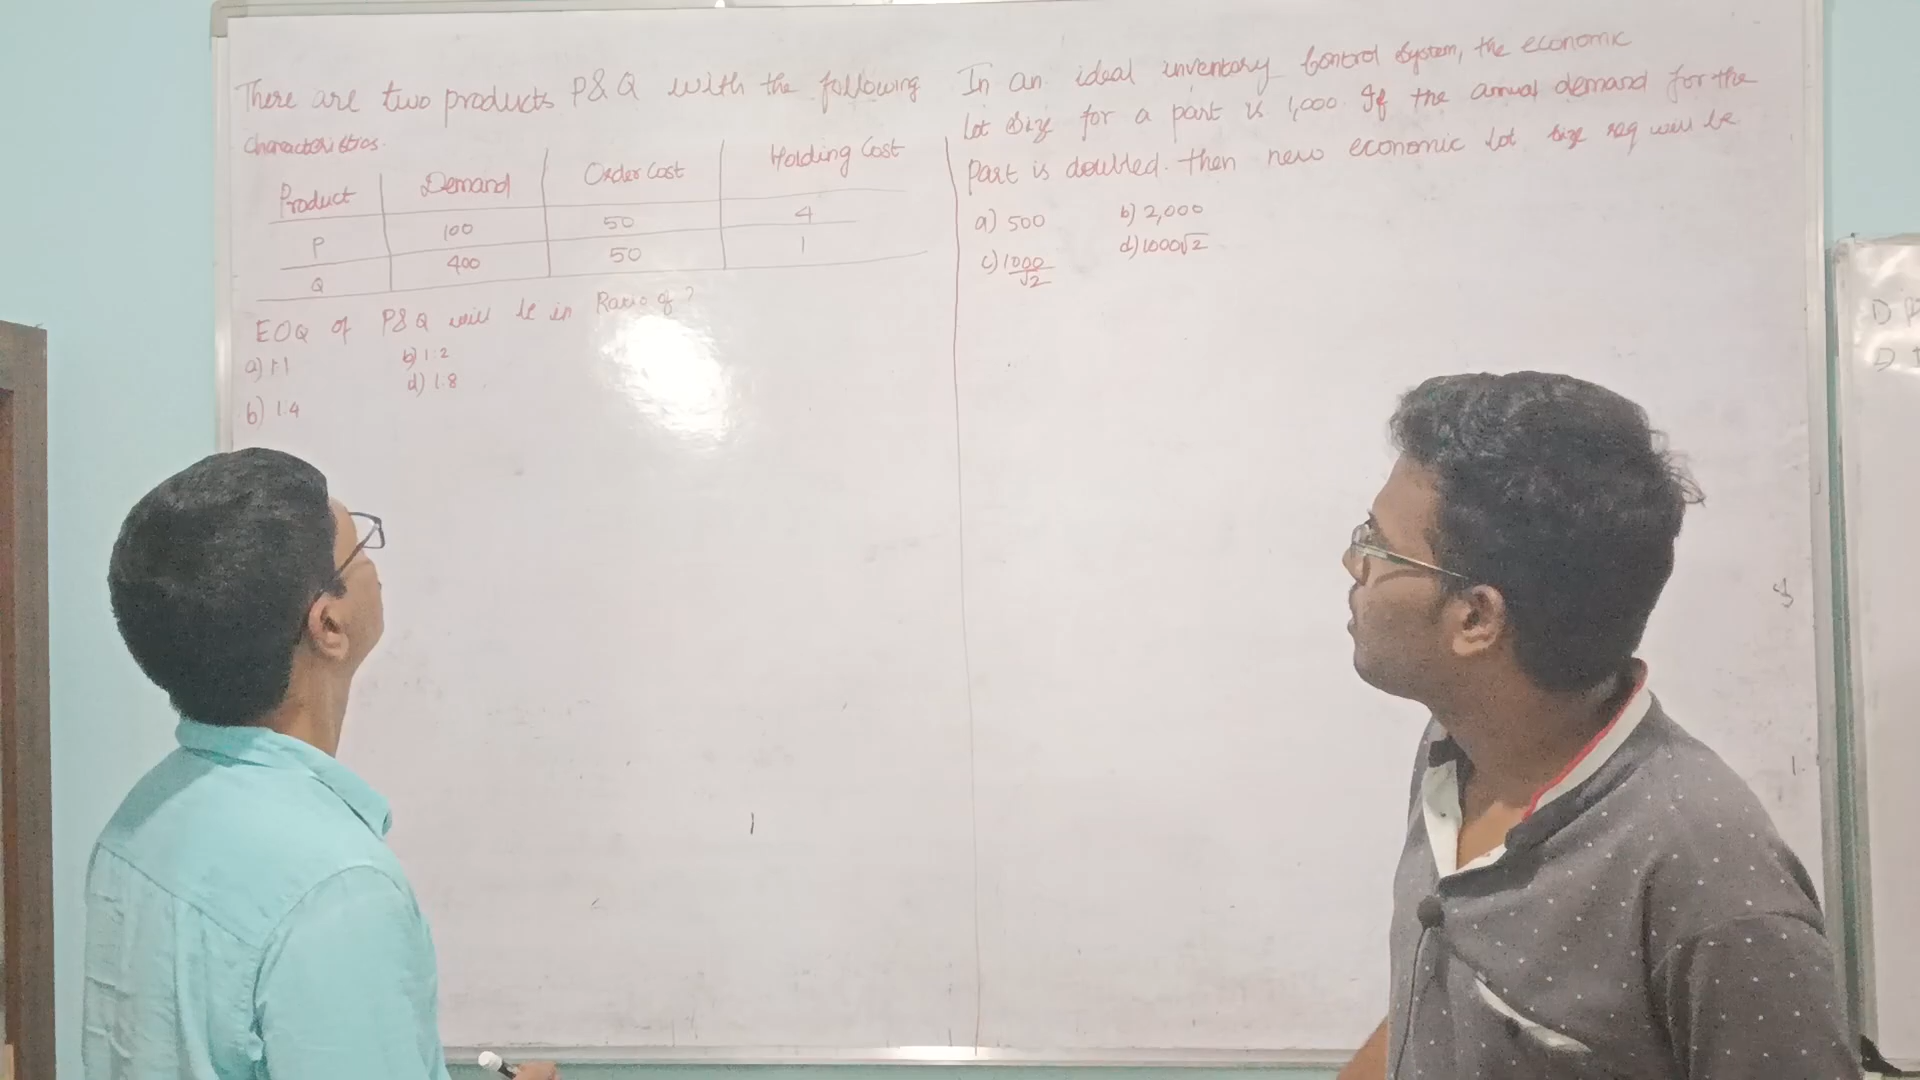 There are two products P&Q with the following
Characteristics.
Product Demand Order Cost Holding Cost
P 100 50 4
Q 400 50 1
EOQ of P&Q will be in Ratio of?
a) 1:1 b) 1:2
b) 1:4 d) 1:8
In an ideal inventory Control System, the economic
lot size for a part is 1,000. If the annual demand for the
Part is doubled. then new economic lot size req will be
a) 500 b) 2,000
c) 1000/√2 d) 1000√2